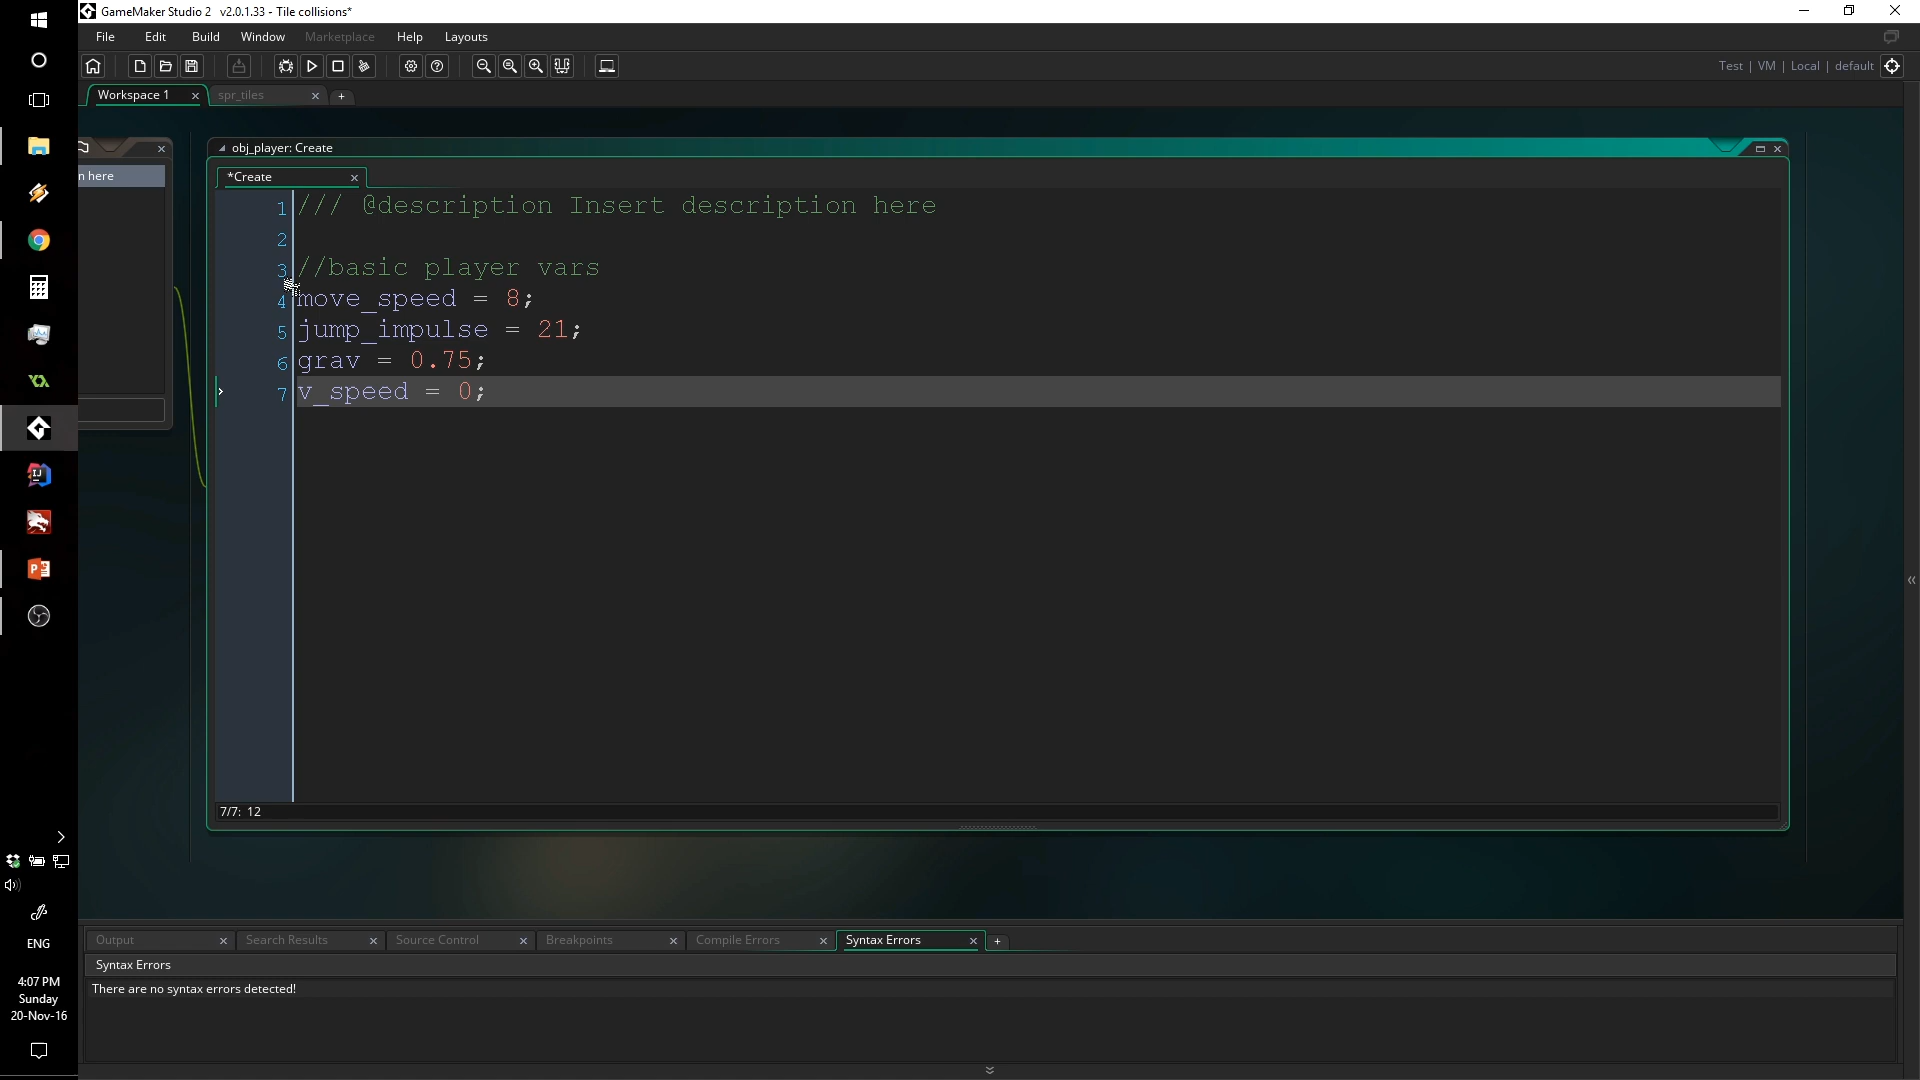 GameMaker Studio 2 v2.0.1.33 - Tile collisions*
File Edit Build Window Marketplace Help Layouts
Test | VM | Local | default
Workspace 1
spr_tiles
n here
obj_player: Create
*Create
1 /// @description Insert description here
2
3 //basic player vars
4 move_speed = 8;
5 jump_impulse = 21;
6 grav = 0.75;
7 v_speed = 0;
7/7: 12
Output Search Results Source Control Breakpoints Compile Errors Syntax Errors
Syntax Errors
There are no syntax errors detected!
ENG
4:07 PM
Sunday
20-Nov-16